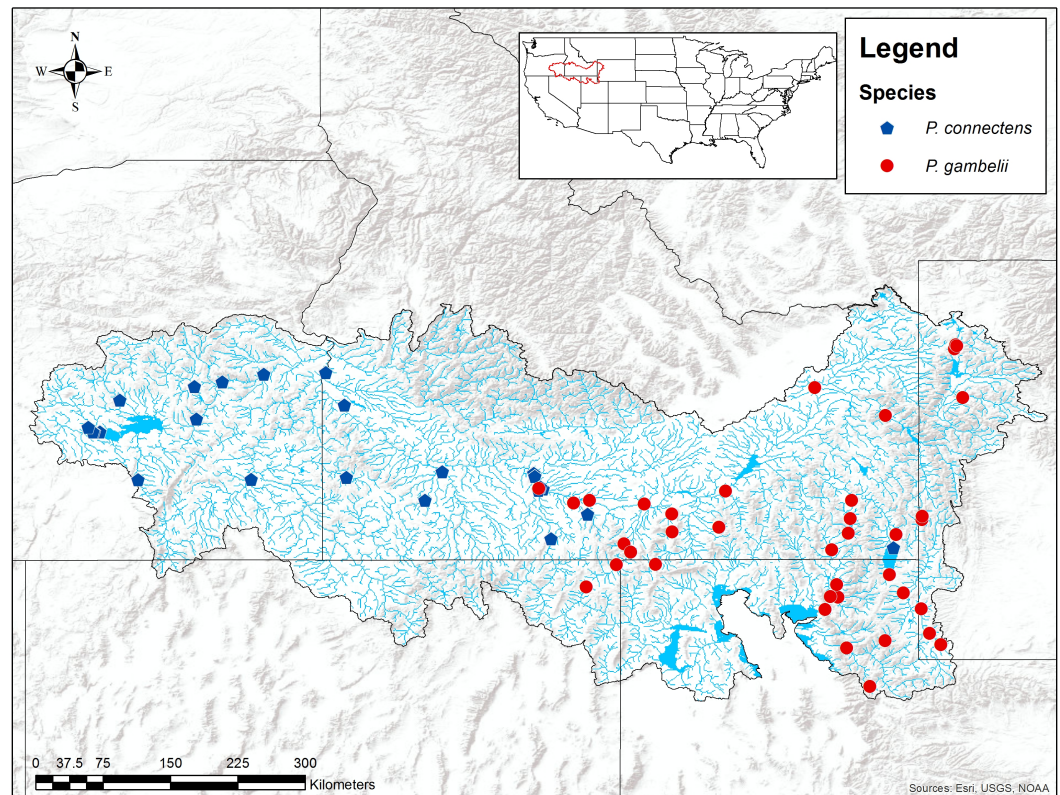 N
W E
S
Legend
Species
P. connectens
P. gambelii
0 37.5 75 150 225 300
Kilometers
Sources: Esri, USGS, NOAA